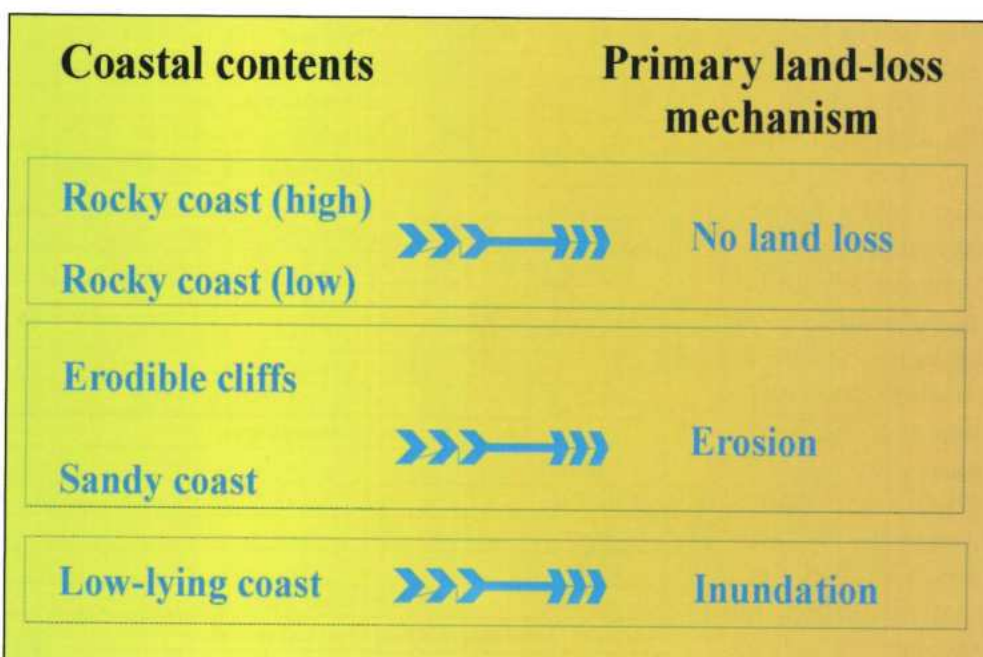 Coastal contents
Primary land-loss
mechanism
Rocky coast (high)
Rocky coast (low)
No land loss
Erodible cliffs
Sandy coast
Erosion
Low-lying coast
Inundation